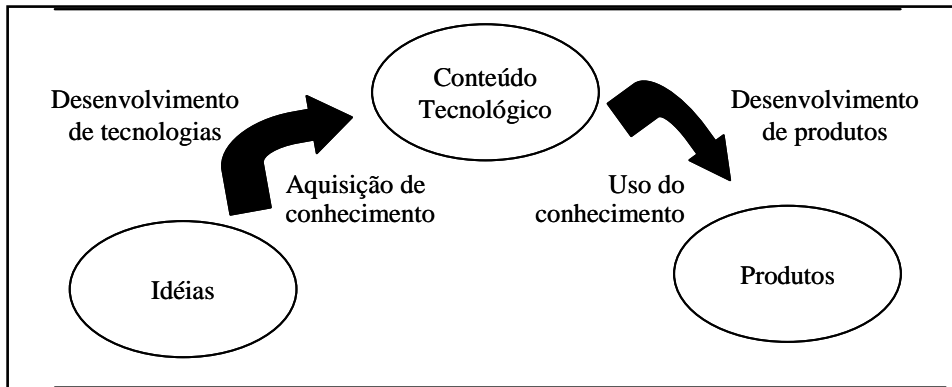 Conteúdo
Tecnológico
Desenvolvimento
de tecnologias
Desenvolvimento
de produtos
Aquisição de
conhecimento
Uso do
conhecimento
Idéias
Produtos